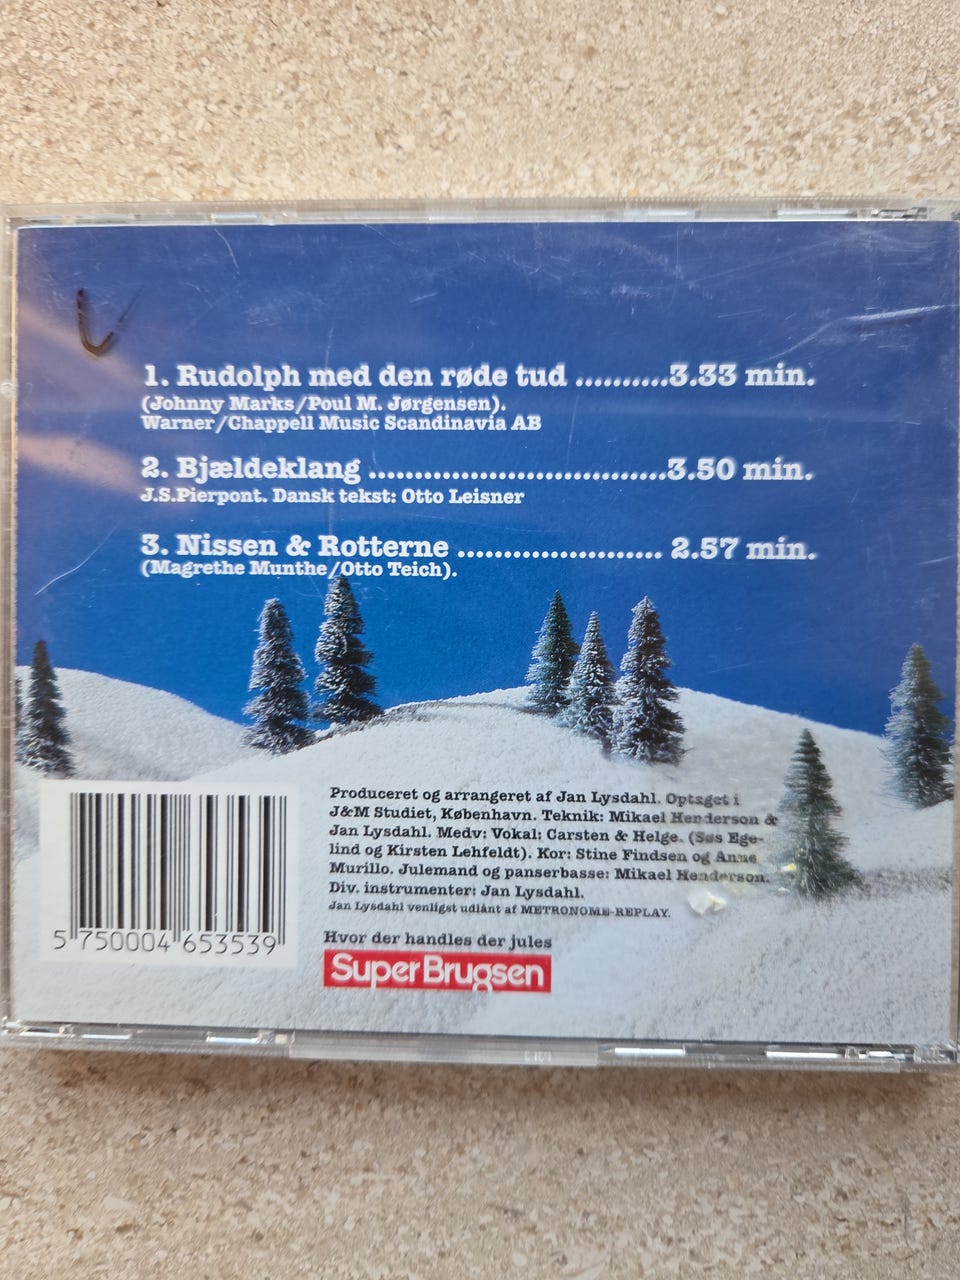 1. Rudolph med den røde tud ..........3.33 min.
(Johnny Marks/Poul M. Jørgensen).
Warner/Chappell Music Scandinavia AB
2. Bjældeklang ................................3.50 min.
J.S.Pierpont. Dansk tekst: Otto Leisner
3. Nissen & Rotterne ...................... 2.57 min.
(Magrethe Munthe/Otto Teich).
Produceret og arrangeret af Jan Lysdahl. Optaget i
J&M Studiet, København. Teknik: Mikael Henderson &
Jan Lysdahl. Medv: Vokal: Carsten & Helge. (Søs Ege-
lind og Kirsten Lehfeldt). Kor: Stine Findsen og Anne
Murillo. Julemand og panserbasse: Mikael Henderson.
Div. instrumenter: Jan Lysdahl.
Jan Lysdahl venligst udlånt af METRONOME-REPLAY.
5 750004 653539
Hvor der handles der jules
SuperBrugsen